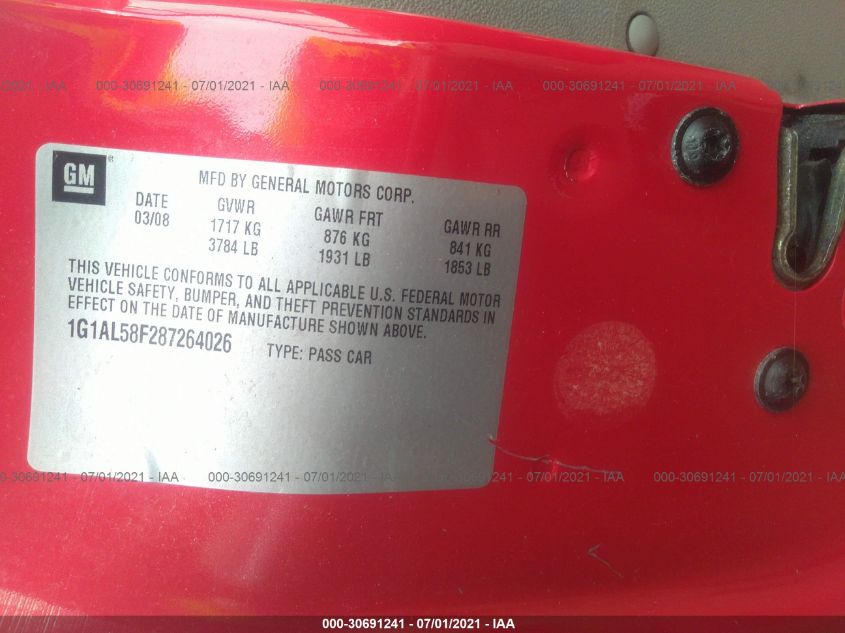 000-30691241 - 07/01/2021 - IAA
GM
MFD BY GENERAL MOTORS CORP.
DATE GVWR GAWR FRT GAWR RR
03/08 1717 KG 876 KG 841 KG
3784 LB 1931 LB 1853 LB
THIS VEHICLE CONFORMS TO ALL APPLICABLE U.S. FEDERAL MOTOR
VEHICLE SAFETY, BUMPER, AND THEFT PREVENTION STANDARDS IN
EFFECT ON THE DATE OF MANUFACTURE SHOWN ABOVE.
1G1AL58F287264026 TYPE: PASS CAR
000-30691241 - 07/01/2021 - IAA
000-30691241 - 07/01/2021 - IAA